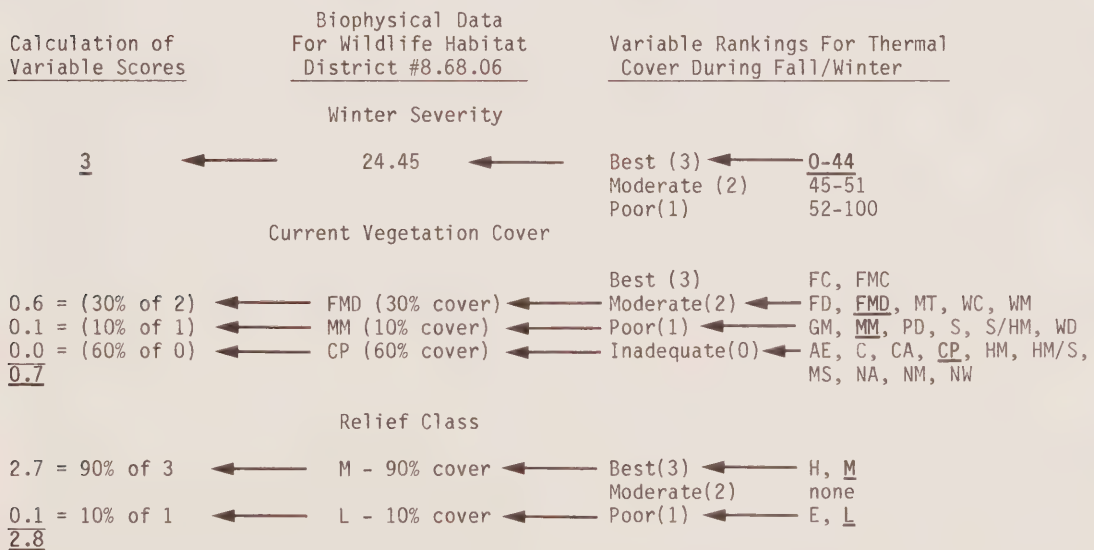 Biophysical Data
Calculation of For Wildlife Habitat Variable Rankings For Thermal
Variable Scores District #8.68.06 Cover During Fall/Winter
Winter Severity
3 24.45 Best (3) 0-44
Moderate (2) 45-51
Poor(1) 52-100
Current Vegetation Cover
Best (3) FC, FMC
0.6 = (30% of 2) FMD (30% cover) Moderate(2) FD, FMD, MT, WC, WM
0.1 = (10% of 1) MM (10% cover) Poor(1) GM, MM, PD, S, S/HM, WD
0.0 = (60% of 0) CP (60% cover) Inadequate(0) AE, C, CA, CP, HM, HM/S,
0.7 MS, NA, NM, NW
Relief Class
2.7 = 90% of 3 M - 90% cover Best(3) H, M
Moderate(2) none
0.1 = 10% of 1 L - 10% cover Poor(1) E, L
2.8